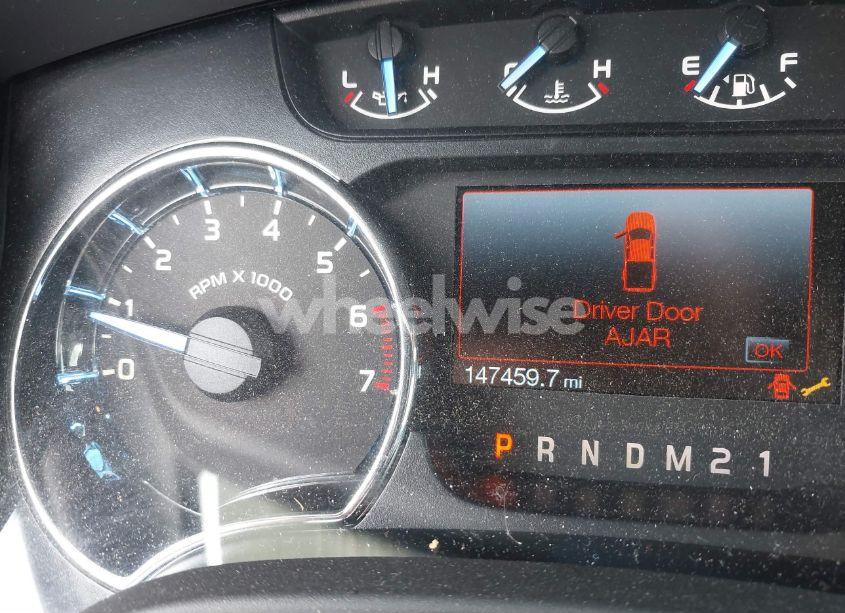 L H
C H
E F
0 1 2 3 4 5 6 7
RPM X 1000
wheelwise
Driver Door
AJAR
OK
147459.7 mi
P R N D M 2 1